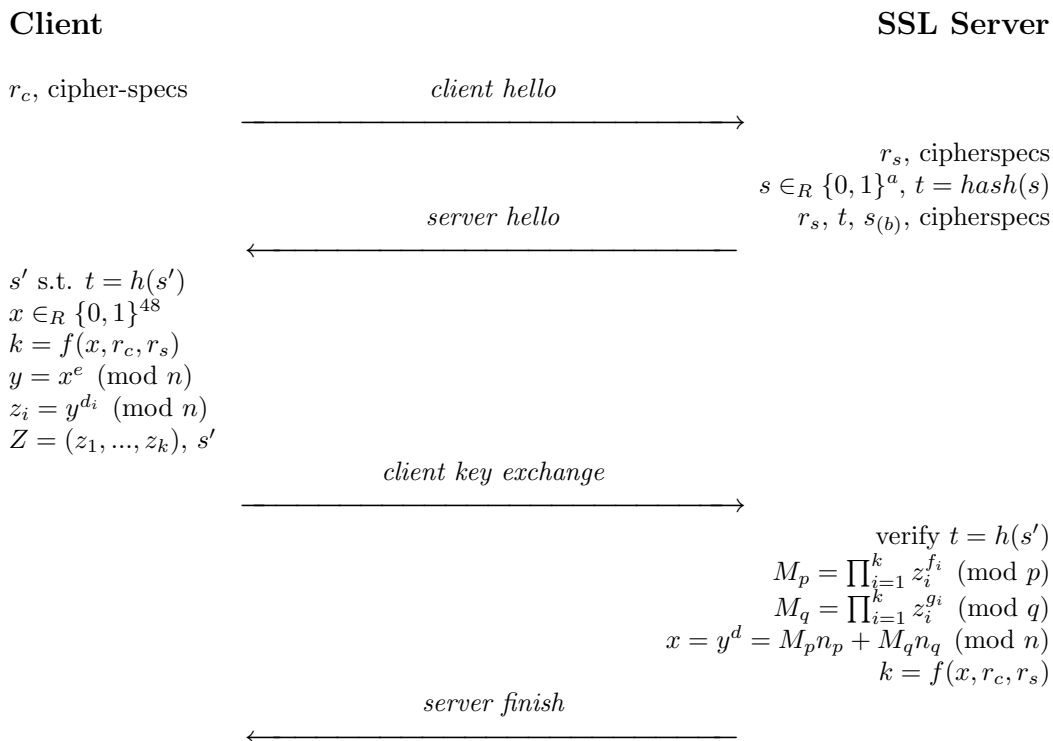 Client SSL Server
r_c, cipher-specs client hello
r_s, cipherspecs
s ∈_R {0, 1}^a, t = hash(s)
server hello r_s, t, s_(b), cipherspecs
s′ s.t. t = h(s′)
x ∈_R {0, 1}^48
k = f(x, r_c, r_s)
y = x^e (mod n)
z_i = y^{d_i} (mod n)
Z = (z_1, ..., z_k), s′
client key exchange
verify t = h(s′)
M_p = ∏_{i=1}^k z_i^{f_i} (mod p)
M_q = ∏_{i=1}^k z_i^{g_i} (mod q)
x = y^d = M_p n_p + M_q n_q (mod n)
k = f(x, r_c, r_s)
server finish